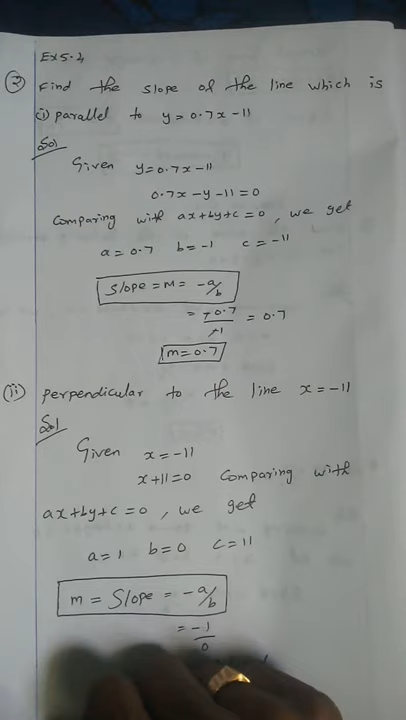 Ex 5.4
② Find the slope of the line which is
(i) parallel to y = 0.7x - 11
Sol
Given y = 0.7x - 11
0.7x - y - 11 = 0
Comparing with ax + by + c = 0, we get
a = 0.7 b = -1 c = -11
Slope = m = -a/b
= -0.7/-1 = 0.7
m = 0.7
(ii) perpendicular to the line x = -11
Sol
Given x = -11
x + 11 = 0 Comparing with
ax + by + c = 0, we get
a = 1 b = 0 c = 11
m = Slope = -a/b
= -1/0